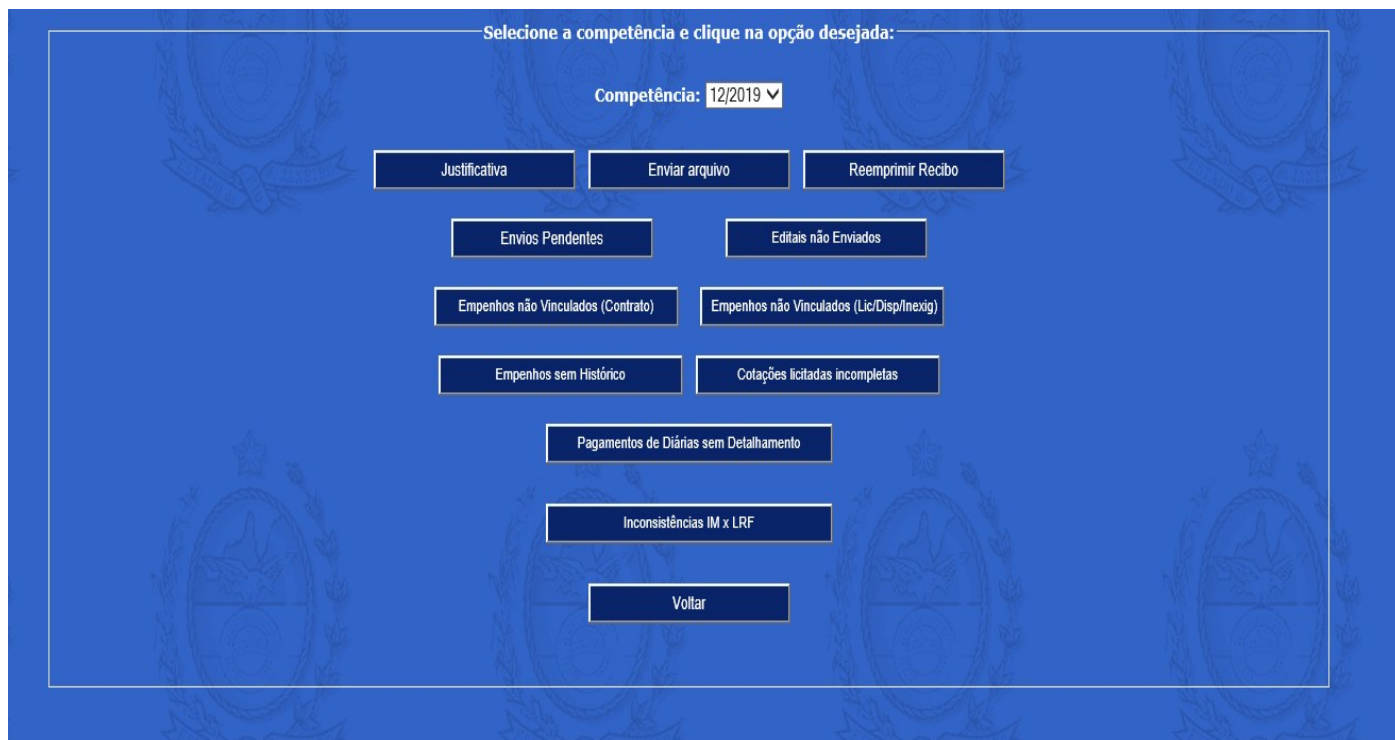 Selecione a competência e clique na opção desejada:
Competência: 12/2019
Justificativa Enviar arquivo Reemprimir Recibo
Envios Pendentes Editais não Enviados
Empenhos não Vinculados (Contrato) Empenhos não Vinculados (Lic/Disp/Inexig)
Empenhos sem Histórico Cotações licitadas incompletas
Pagamentos de Diárias sem Detalhamento
Inconsistências IM x LRF
Voltar